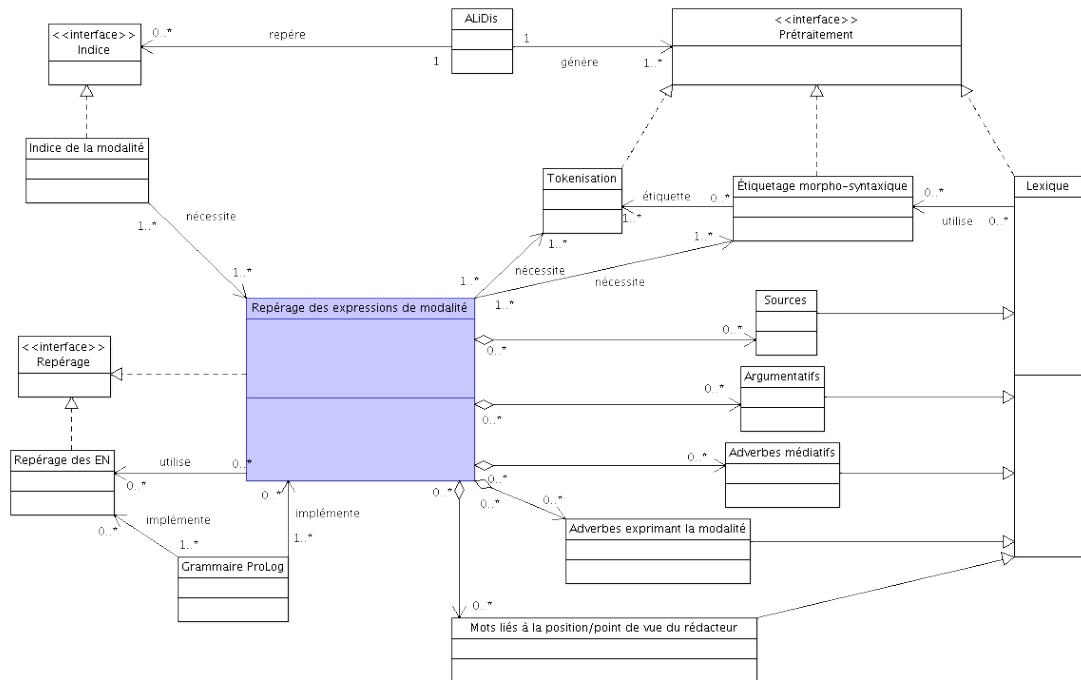 ALiDis
<<interface>>
Indice
<<interface>>
Prétraitement
0..*
repére
1
1
génère
1..*
Indice de la modalité
Tokenisation
Étiquetage morpho-syntaxique
Lexique
étiquette
0..*
1..*
0..*
utilise
0..*
nécessite
1..*
1..*
1..*
1..*
nécessite
1..*
nécessite
1..*
Repérage des expressions de modalité
Sources
0..*
0..*
<<interface>>
Repérage
Argumentatifs
0..*
0..*
Repérage des EN
Adverbes médiatifs
utilise
0..*
0..*
0..*
0..*
0..*
0..*
0..*
0..*
implémente
implémente
0..*
1..*
1..*
Adverbes exprimant la modalité
Grammaire ProLog
0..*
Mots liés à la position/point de vue du rédacteur